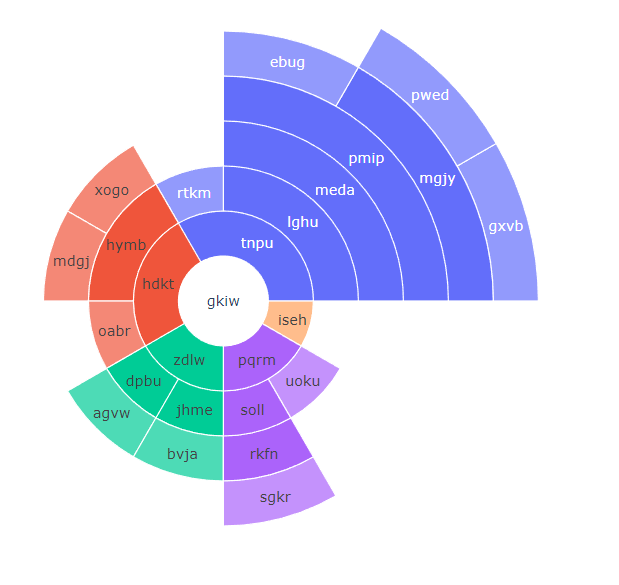 ebug
pwed
pmip
mgjy
xogo
rtkm
meda
lghu
gxvb
hymb
tnpu
mdgj
hdkt
gkiw
iseh
oabr
zdlw
pqrm
dpbu
uoku
agvw
jhme
soll
bvja
rkfn
sgkr